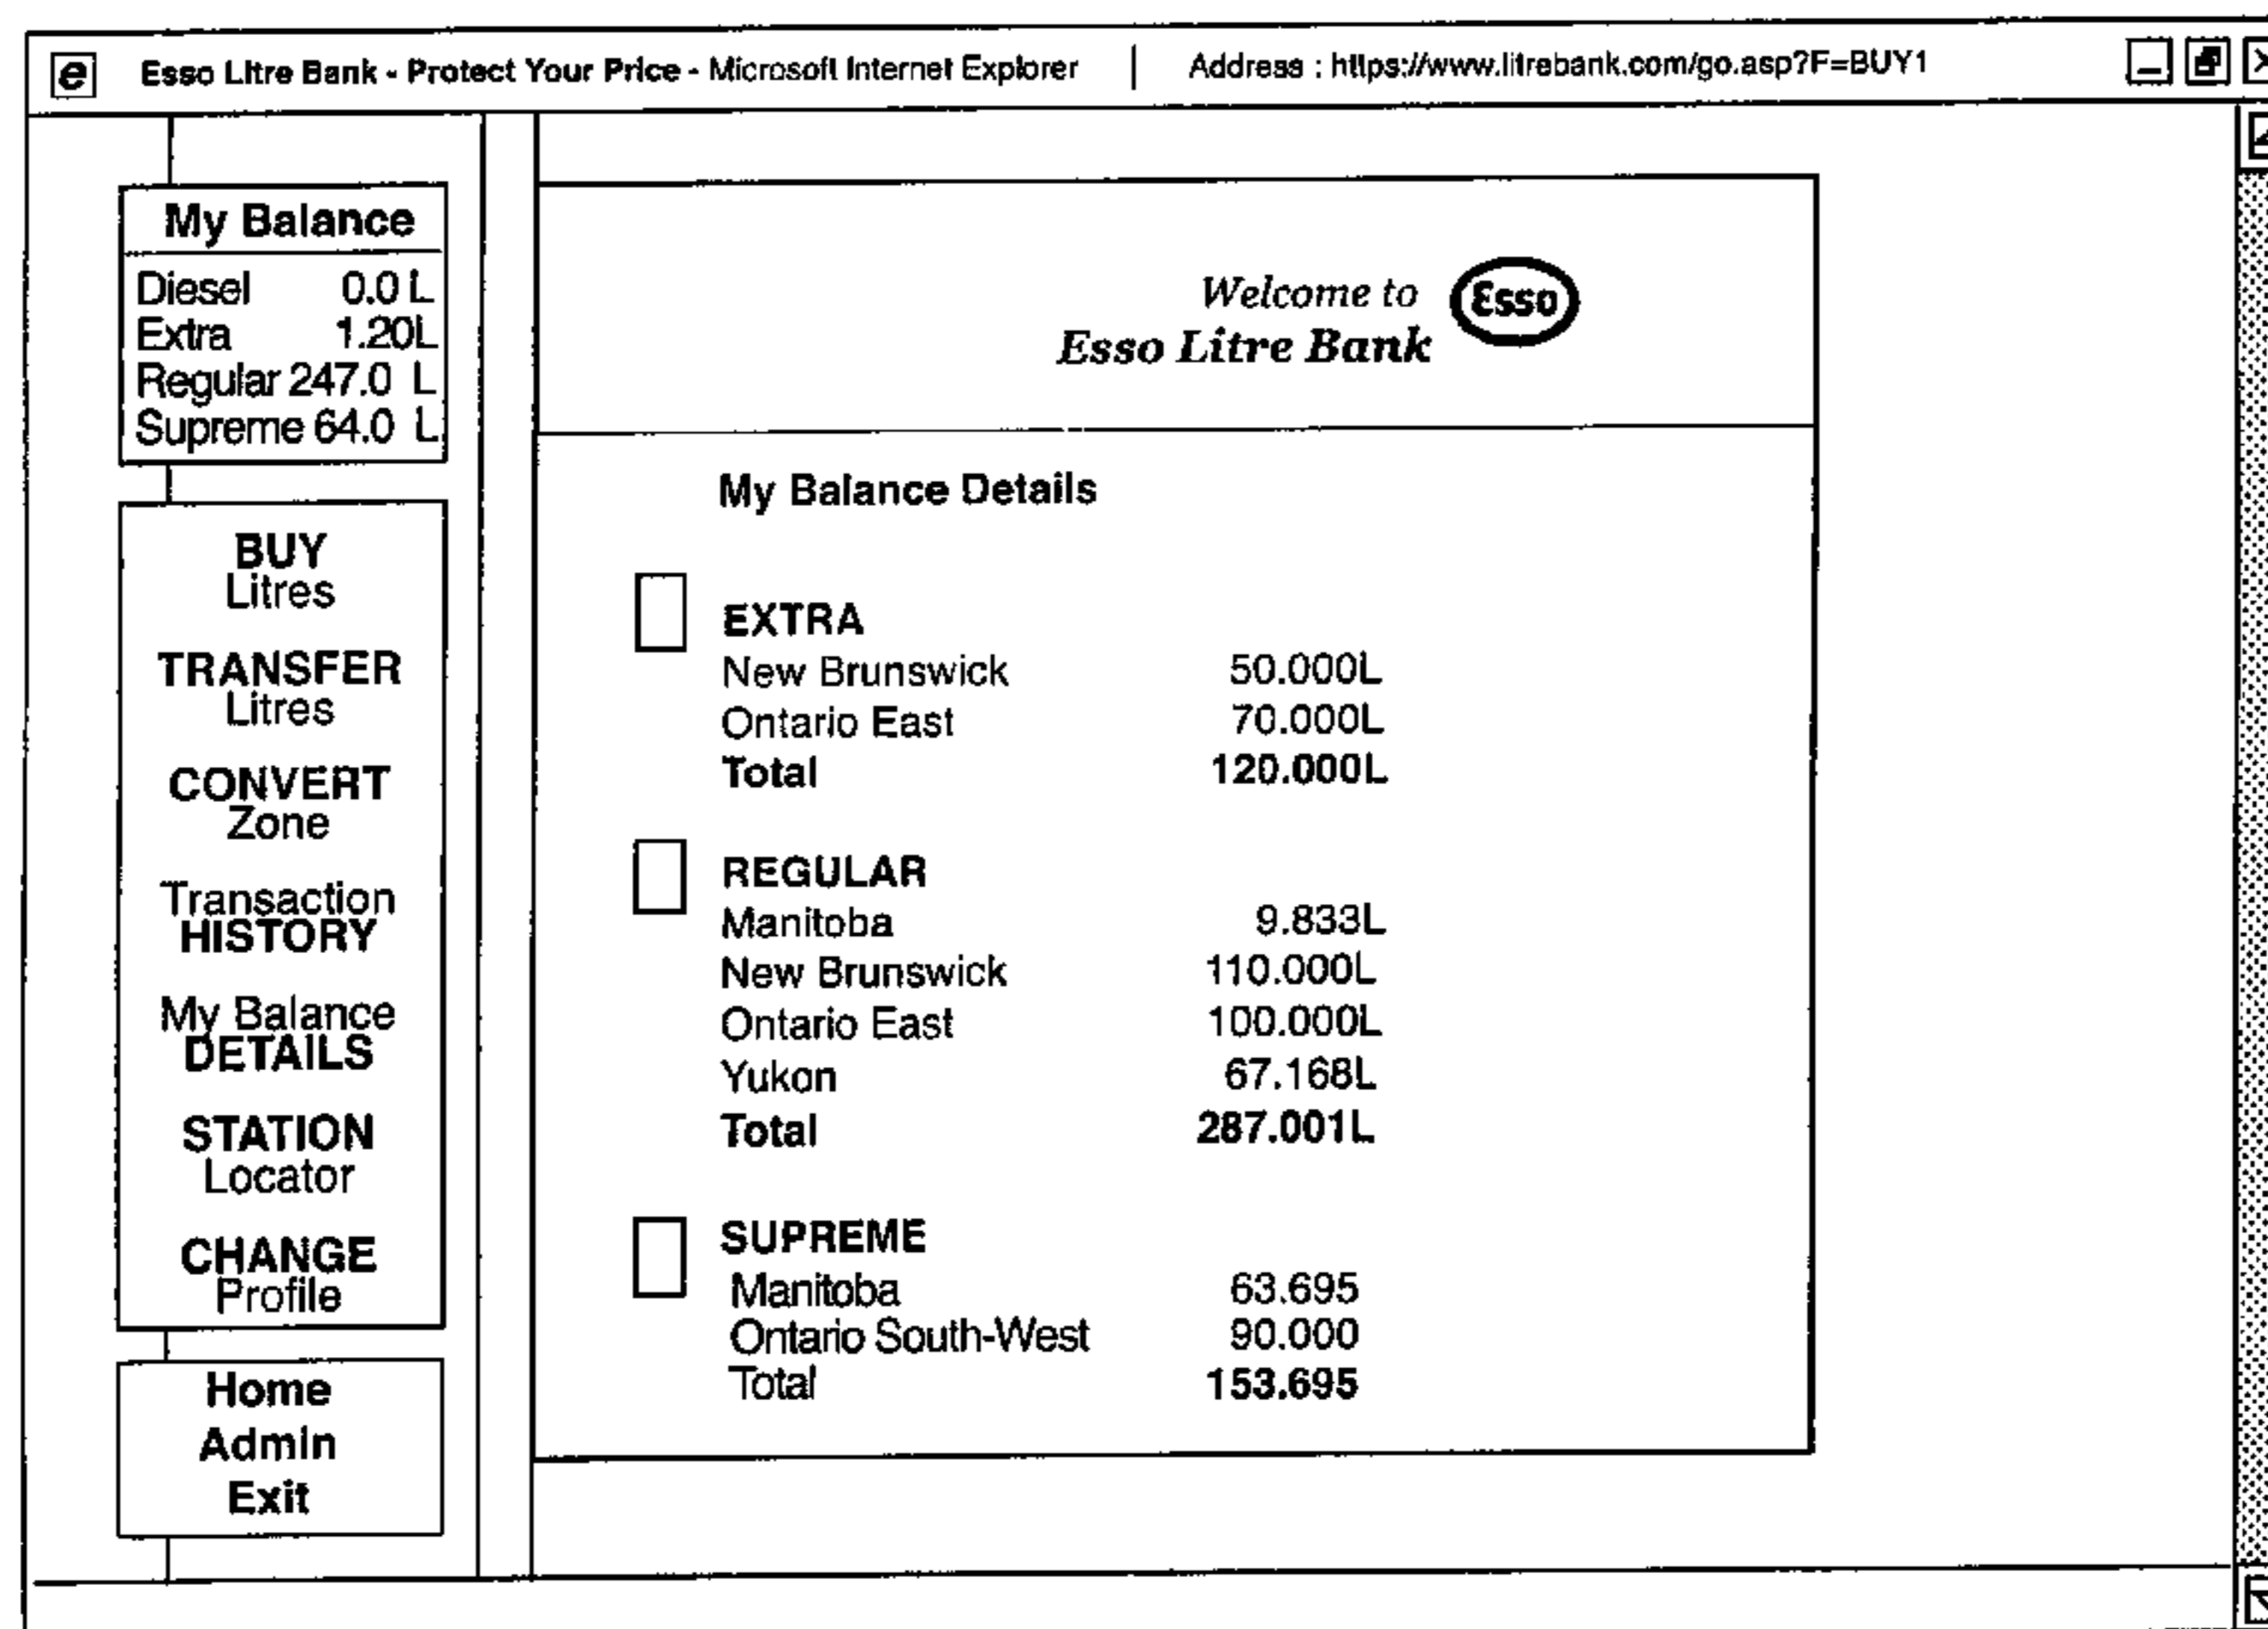 Esso Litre Bank - Protect Your Price - Microsoft Internet Explorer | Address : https://www.litrebank.com/go.asp?F=BUY1
My Balance
Diesel 0.0 L
Extra 1.20L
Regular 247.0 L
Supreme 64.0 L
BUY
Litres
TRANSFER
Litres
CONVERT
Zone
Transaction
HISTORY
My Balance
DETAILS
STATION
Locator
CHANGE
Profile
Home
Admin
Exit
Welcome to Esso
Esso Litre Bank
My Balance Details
EXTRA
New Brunswick 50.000L
Ontario East 70.000L
Total 120.000L
REGULAR
Manitoba 9.833L
New Brunswick 110.000L
Ontario East 100.000L
Yukon 67.168L
Total 287.001L
SUPREME
Manitoba 63.695
Ontario South-West 90.000
Total 153.695